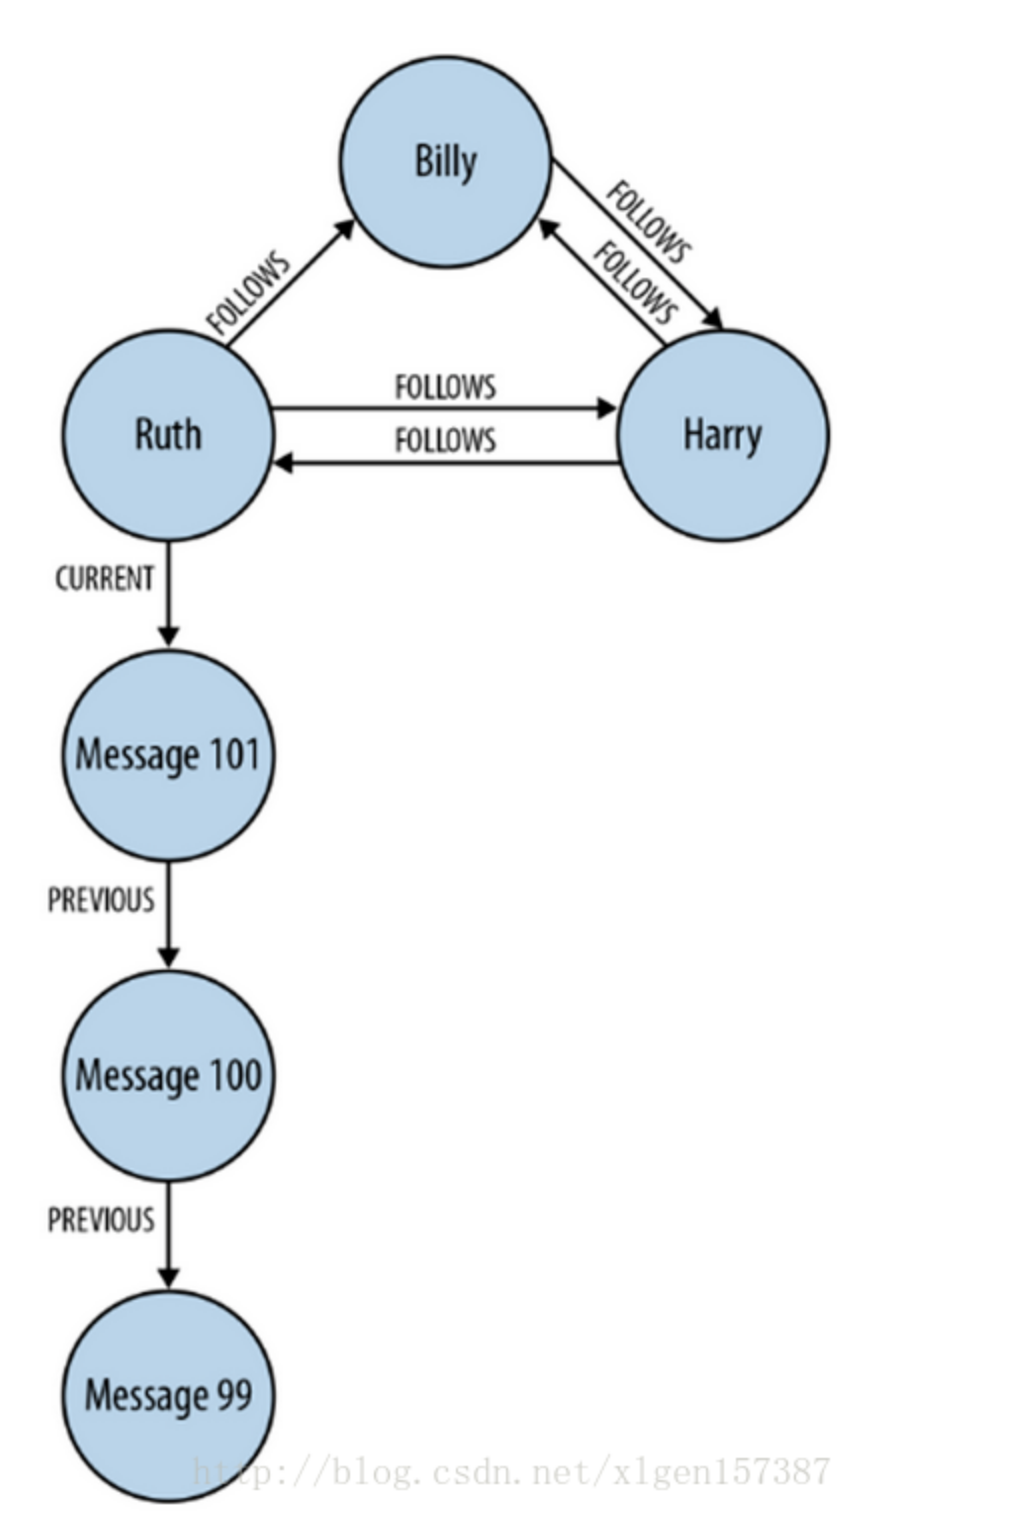 Billy
FOLLOWS
FOLLOWS
FOLLOWS
FOLLOWS
Ruth
FOLLOWS
Harry
CURRENT
Message 101
PREVIOUS
Message 100
PREVIOUS
Message 99
http://blog.csdn.net/xlgen157387